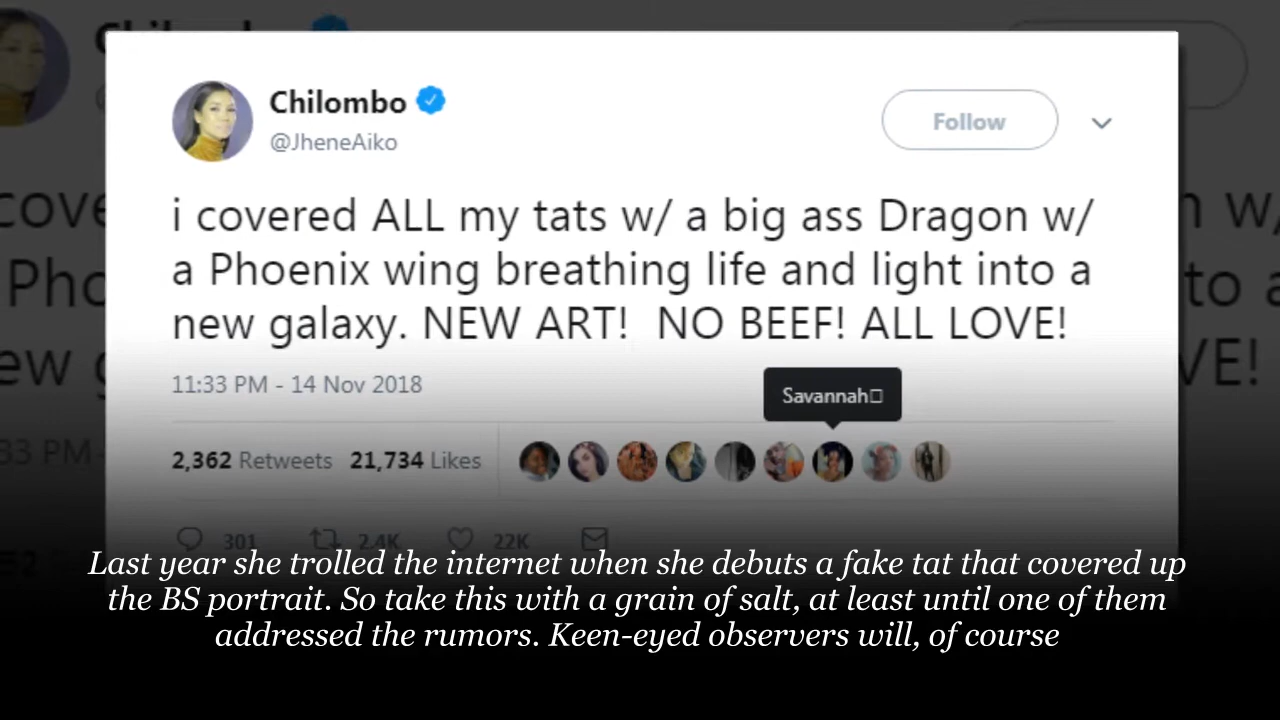 Chilombo
@JheneAiko
Follow
i covered ALL my tats w/ a big ass Dragon w/
a Phoenix wing breathing life and light into a
new galaxy. NEW ART! NO BEEF! ALL LOVE!
11:33 PM - 14 Nov 2018
Savannah
2,362 Retweets 21,734 Likes
301 2.4K 22K
Last year she trolled the internet when she debuts a fake tat that covered up
the BS portrait. So take this with a grain of salt, at least until one of them
addressed the rumors. Keen-eyed observers will, of course